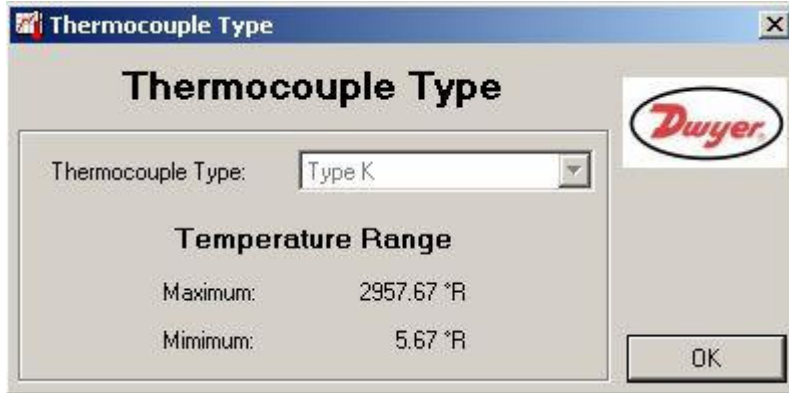 Thermocouple Type
Thermocouple Type
Dwyer
Thermocouple Type: Type K
Temperature Range
Maximum: 2957.67 °R
Mimimum: 5.67 °R
OK